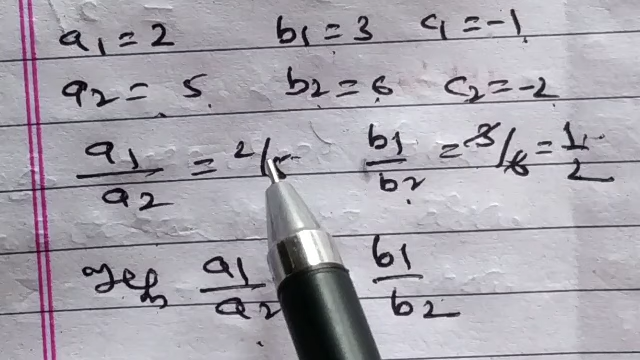 a1 = 2 b1 = 3 c1 = -1
a2 = 5 b2 = 6 c2 = -2
a1/a2 = 2/5 b1/b2 = 3/6 = 1/2
a1/a2 b1/b2